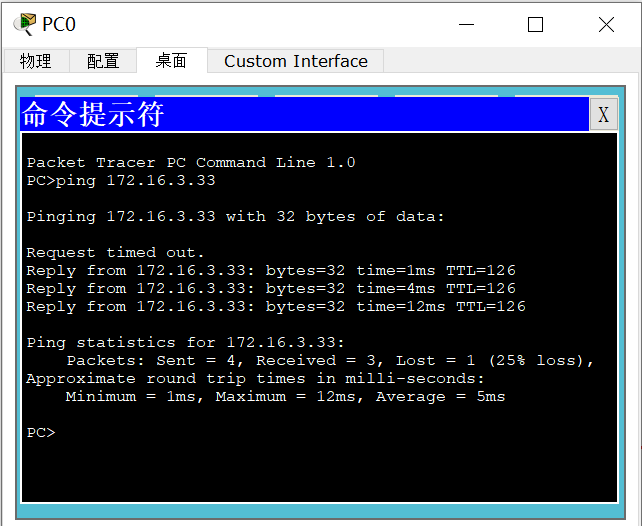 PC0
物理 配置 桌面 Custom Interface
命令提示符 X
Packet Tracer PC Command Line 1.0
PC>ping 172.16.3.33
Pinging 172.16.3.33 with 32 bytes of data:
Request timed out.
Reply from 172.16.3.33: bytes=32 time=1ms TTL=126
Reply from 172.16.3.33: bytes=32 time=4ms TTL=126
Reply from 172.16.3.33: bytes=32 time=12ms TTL=126
Ping statistics for 172.16.3.33:
Packets: Sent = 4, Received = 3, Lost = 1 (25% loss),
Approximate round trip times in milli-seconds:
Minimum = 1ms, Maximum = 12ms, Average = 5ms
PC>